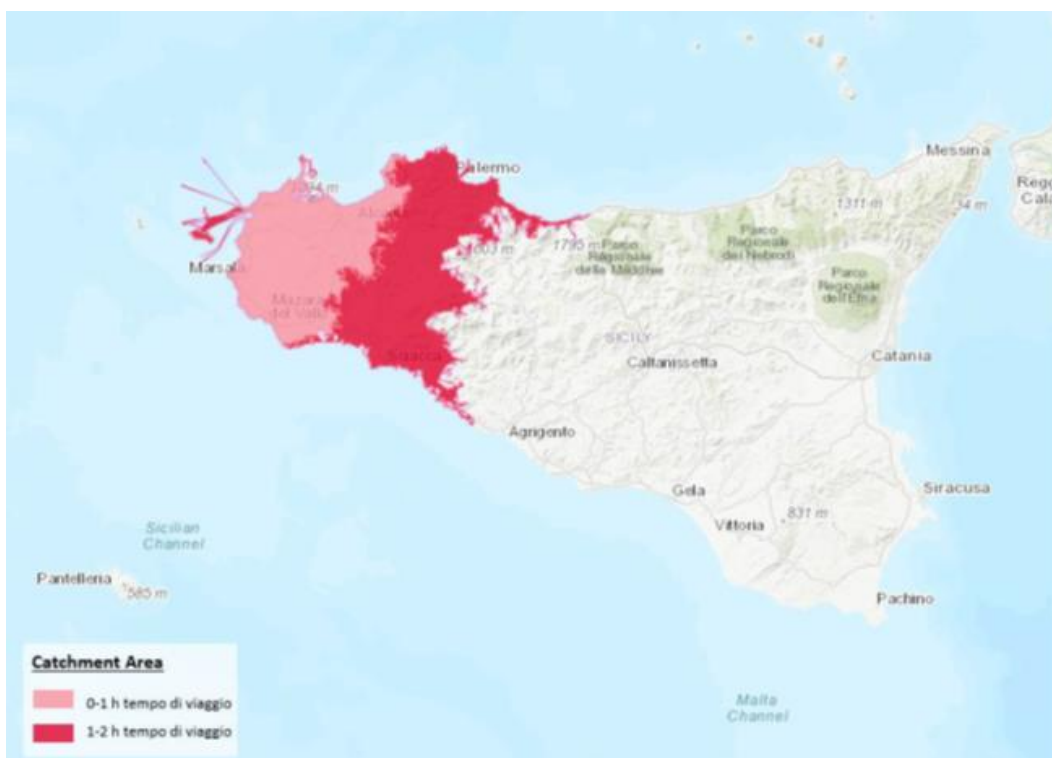 Messina
Palermo
Reggio
Cala
1311 m
34 m
Parco
Regionale
dei Nebrodi
1795 m
Parco
Regionale
delle Madonie
Marsala
Parco
Regionale
dell'Etna
Mazara
del Vallo
SICILY
Sciacca
Caltanissetta
Catania
Agrigento
Gela
Siracusa
Vittoria
831 m
Sicilian
Channel
Pantelleria
585 m
Pachino
Catchment Area
0-1 h tempo di viaggio
1-2 h tempo di viaggio
Malta
Channel